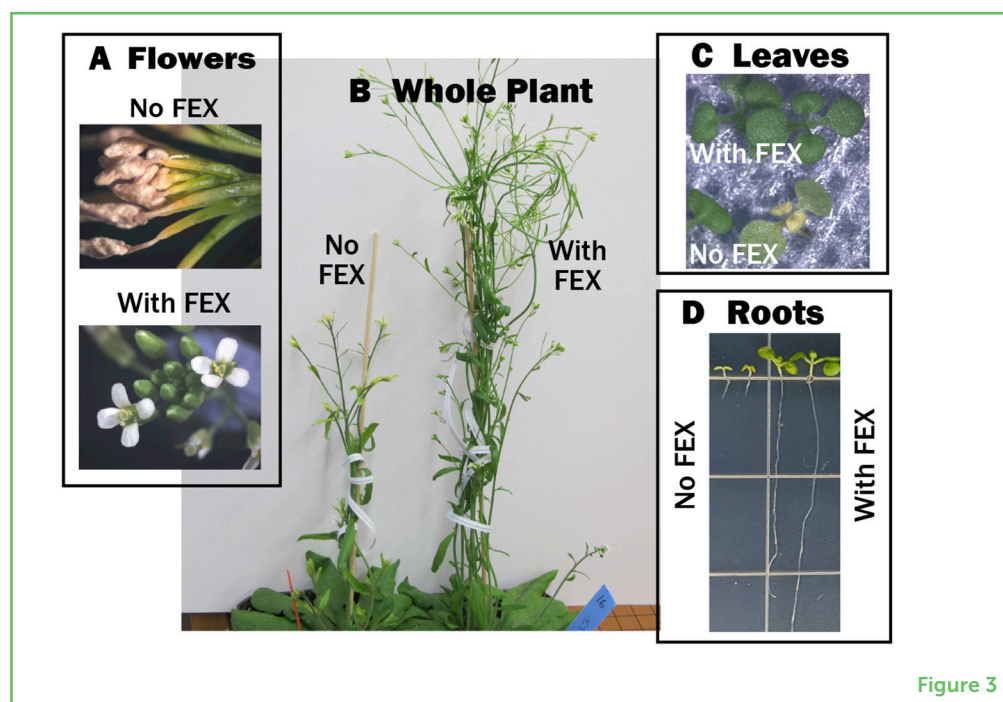 A Flowers
No FEX
With FEX
B Whole Plant
No
FEX
With
FEX
C Leaves
With FEX
No FEX
D Roots
No FEX
With FEX
16
Figure 3